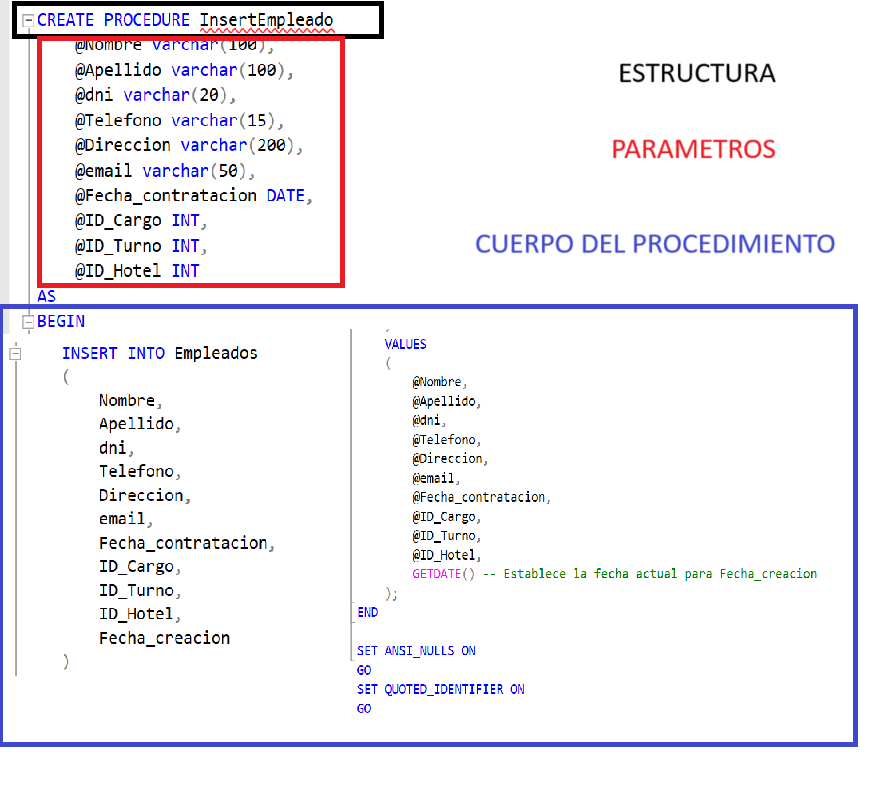 CREATE PROCEDURE InsertEmpleado
@Nombre varchar(100),
@Apellido varchar(100),
@dni varchar(20),
@Telefono varchar(15),
@Direccion varchar(200),
@email varchar(50),
@Fecha_contratacion DATE,
@ID_Cargo INT,
@ID_Turno INT,
@ID_Hotel INT
AS
ESTRUCTURA
PARAMETROS
CUERPO DEL PROCEDIMIENTO
BEGIN
INSERT INTO Empleados
(
Nombre,
Apellido,
dni,
Telefono,
Direccion,
email,
Fecha_contratacion,
ID_Cargo,
ID_Turno,
ID_Hotel,
Fecha_creacion
)
VALUES
(
@Nombre,
@Apellido,
@dni,
@Telefono,
@Direccion,
@email,
@Fecha_contratacion,
@ID_Cargo,
@ID_Turno,
@ID_Hotel,
GETDATE() -- Establece la fecha actual para Fecha_creacion
);
END
SET ANSI_NULLS ON
GO
SET QUOTED_IDENTIFIER ON
GO